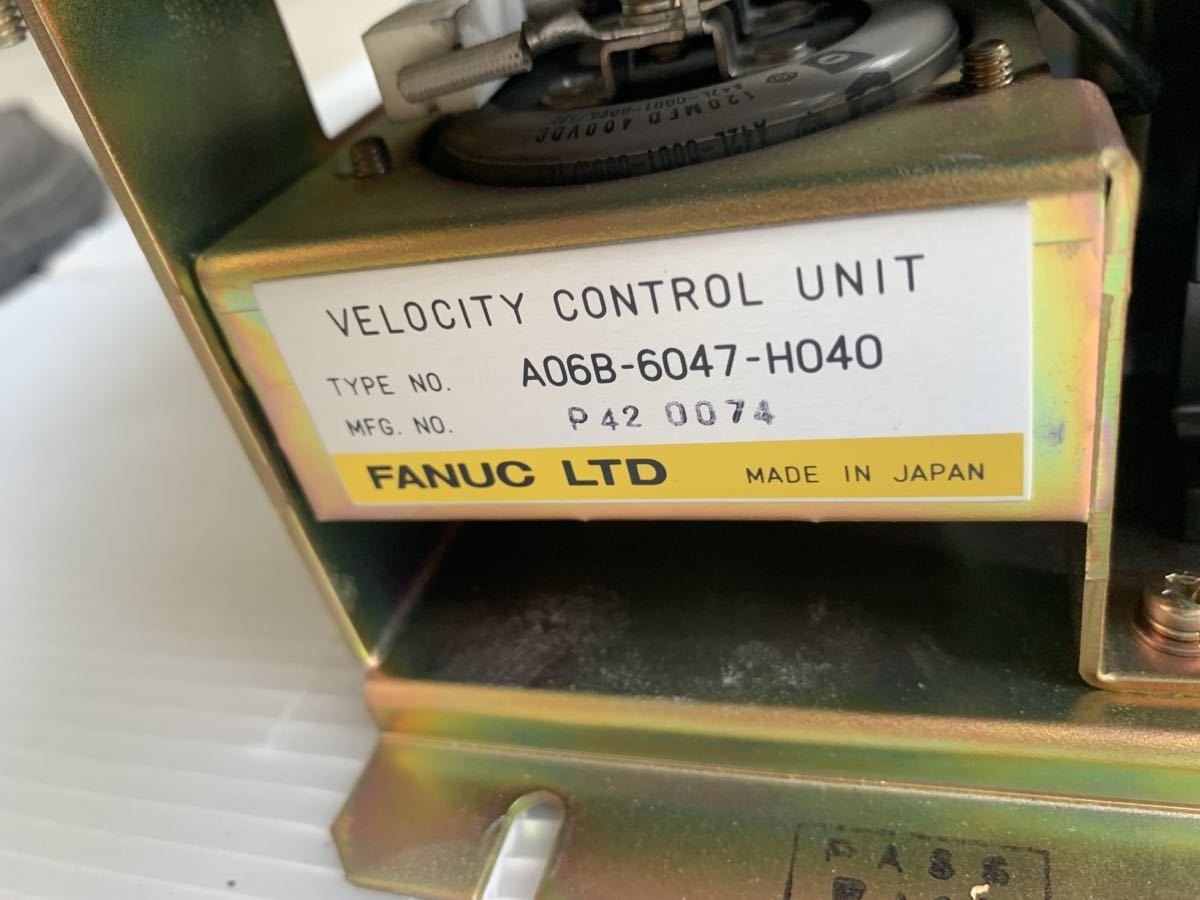 120MFD 400VDC
VELOCITY CONTROL UNIT
TYPE NO. A06B-6047-H040
MFG. NO. P42 0074
FANUC LTD MADE IN JAPAN
PASS